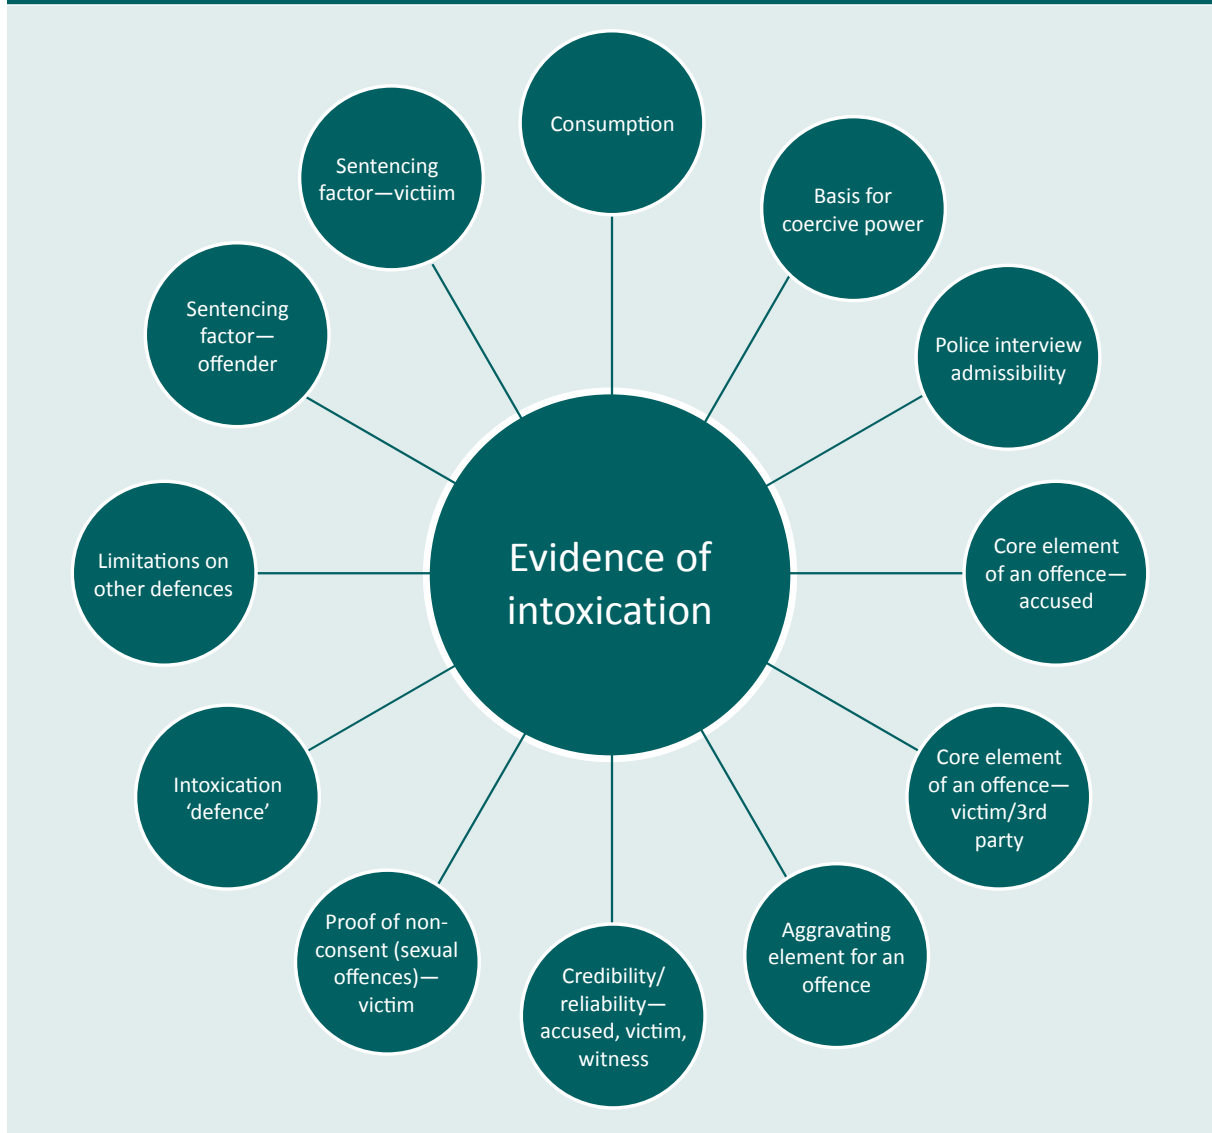 Consumption
Basis for
coercive power
Police interview
admissibility
Core element
of an offence—
accused
Core element
of an offence—
victim/3rd
party
Aggravating
element for an
offence
Credibility/
reliability—
accused, victim,
witness
Proof of non-
consent (sexual
offences)—
victim
Intoxication
‘defence’
Limitations on
other defences
Sentencing
factor—
offender
Sentencing
factor—victiim
Evidence of
intoxication